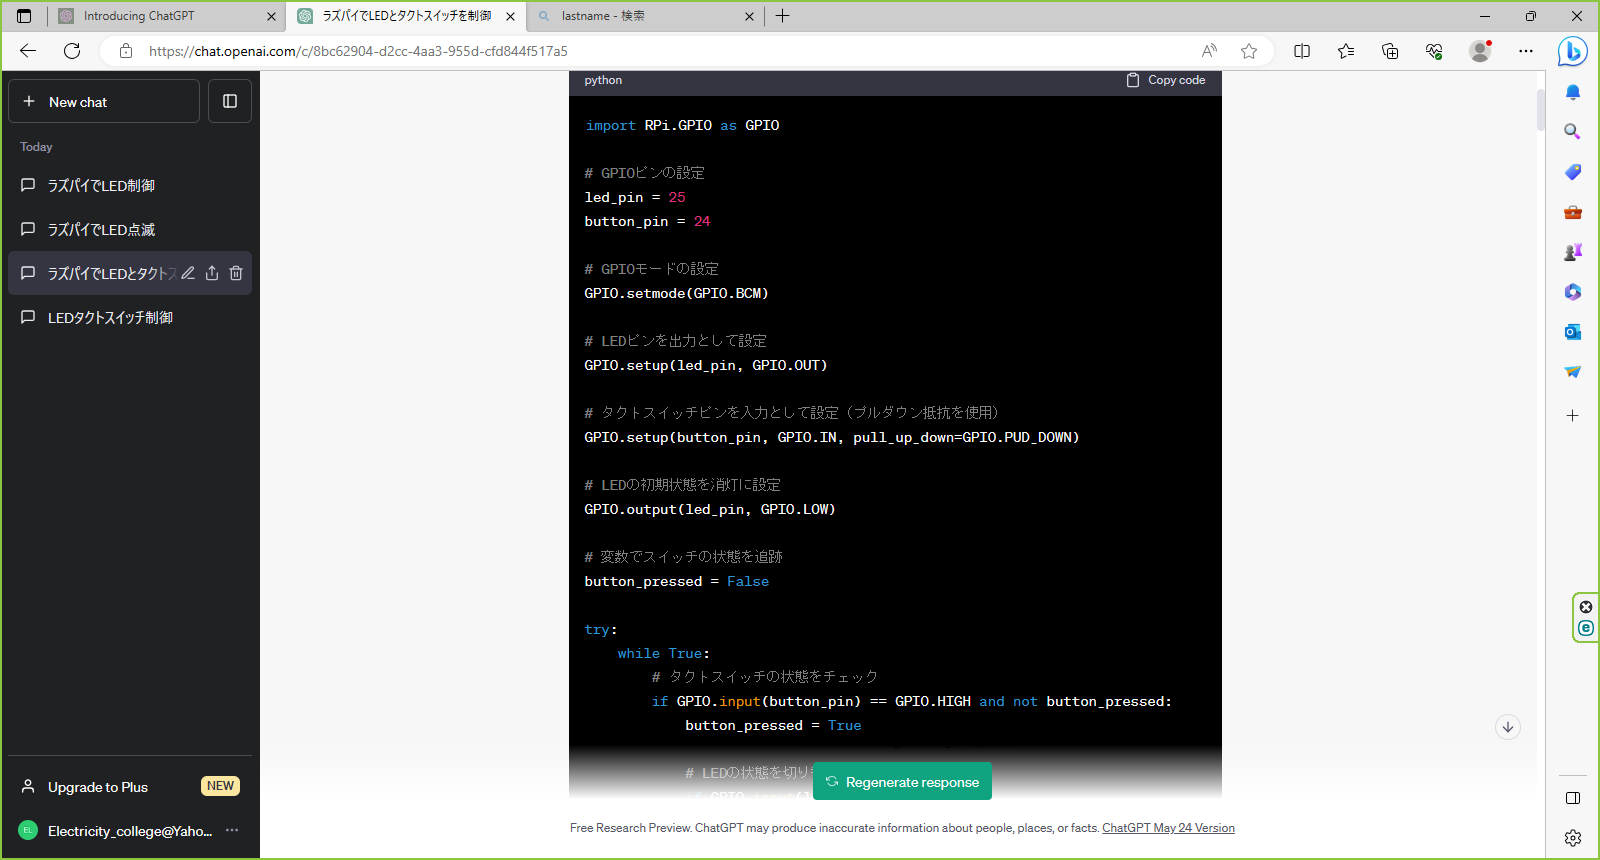 Introducing ChatGPT
ラズパイでLEDとタクトスイッチを制御
lastname - 検索
https://chat.openai.com/c/8bc62904-d2cc-4aa3-955d-cfd844f517a5
New chat
Today
ラズパイでLED制御
ラズパイでLED点滅
ラズパイでLEDとタクトス
LEDタクトスイッチ制御
Upgrade to Plus
NEW
EL
Electricity_college@Yaho...
python
Copy code
import RPi.GPIO as GPIO
# GPIOピンの設定
led_pin = 25
button_pin = 24
# GPIOモードの設定
GPIO.setmode(GPIO.BCM)
# LEDピンを出力として設定
GPIO.setup(led_pin, GPIO.OUT)
# タクトスイッチピンを入力として設定（プルダウン抵抗を使用）
GPIO.setup(button_pin, GPIO.IN, pull_up_down=GPIO.PUD_DOWN)
# LEDの初期状態を消灯に設定
GPIO.output(led_pin, GPIO.LOW)
# 変数でスイッチの状態を追跡
button_pressed = False
try:
while True:
# タクトスイッチの状態をチェック
if GPIO.input(button_pin) == GPIO.HIGH and not button_pressed:
button_pressed = True
# LEDの状態を切り
Regenerate response
Free Research Preview. ChatGPT may produce inaccurate information about people, places, or facts. ChatGPT May 24 Version